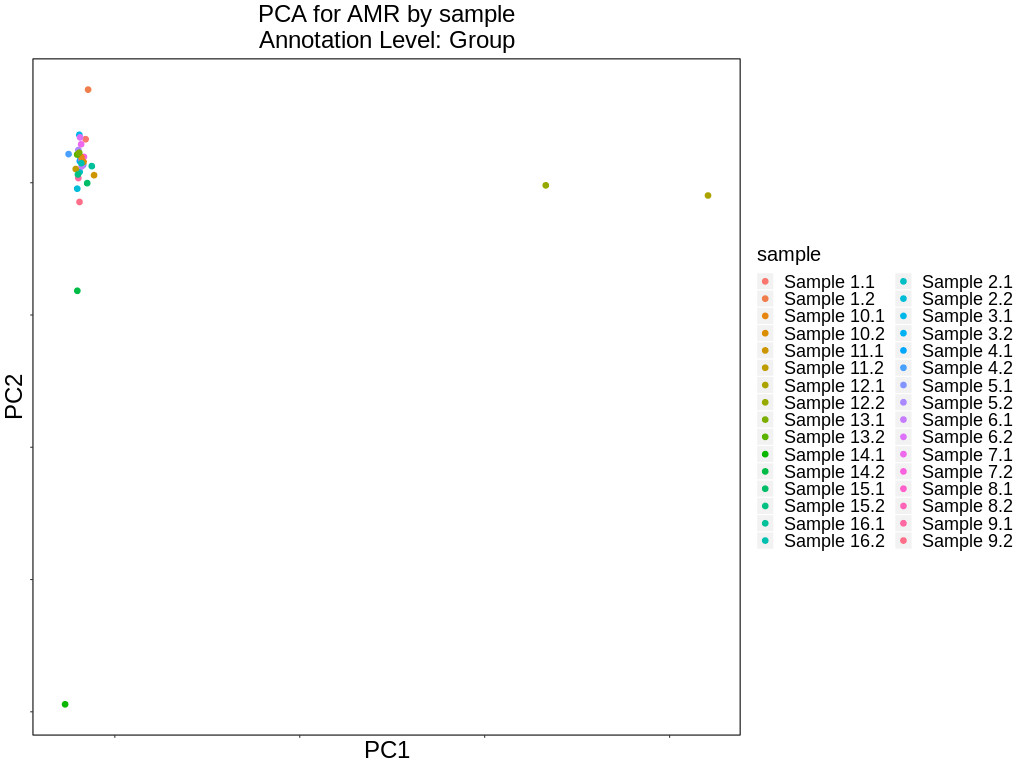 PCA for AMR by sample
Annotation Level: Group
PC2
PC1
sample
Sample 1.1
Sample 1.2
Sample 10.1
Sample 10.2
Sample 11.1
Sample 11.2
Sample 12.1
Sample 12.2
Sample 13.1
Sample 13.2
Sample 14.1
Sample 14.2
Sample 15.1
Sample 15.2
Sample 16.1
Sample 16.2
Sample 2.1
Sample 2.2
Sample 3.1
Sample 3.2
Sample 4.1
Sample 4.2
Sample 5.1
Sample 5.2
Sample 6.1
Sample 6.2
Sample 7.1
Sample 7.2
Sample 8.1
Sample 8.2
Sample 9.1
Sample 9.2